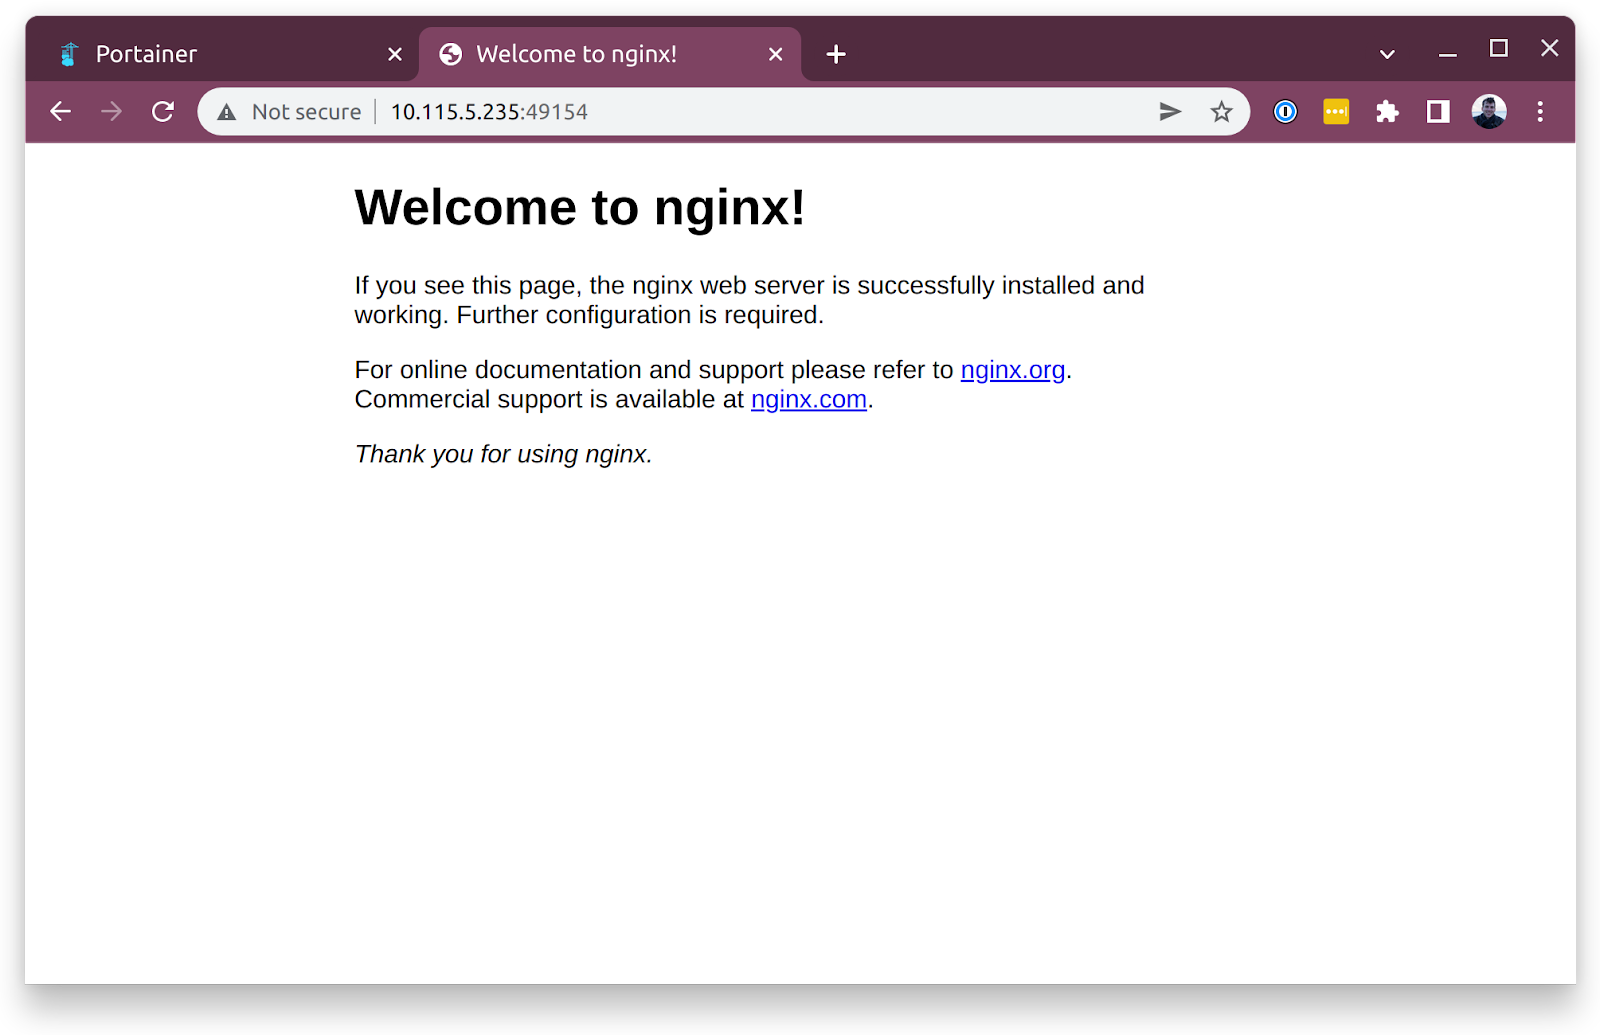 Portainer
Welcome to nginx!
Not secure
10.115.5.235:49154
Welcome to nginx!
If you see this page, the nginx web server is successfully installed and
working. Further configuration is required.
For online documentation and support please refer to nginx.org.
Commercial support is available at nginx.com.
Thank you for using nginx.